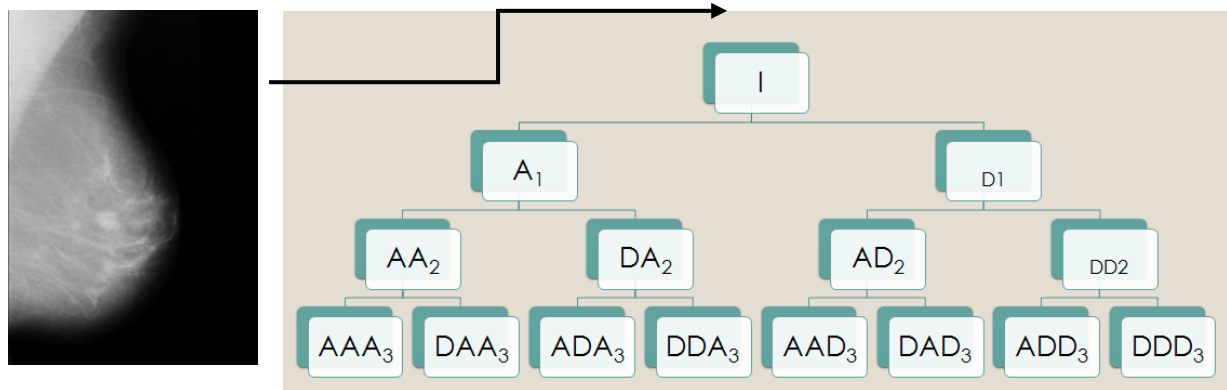 I
A₁ D1
AA₂ DA₂ AD₂ DD2
AAA₃ DAA₃ ADA₃ DDA₃ AAD₃ DAD₃ ADD₃ DDD₃